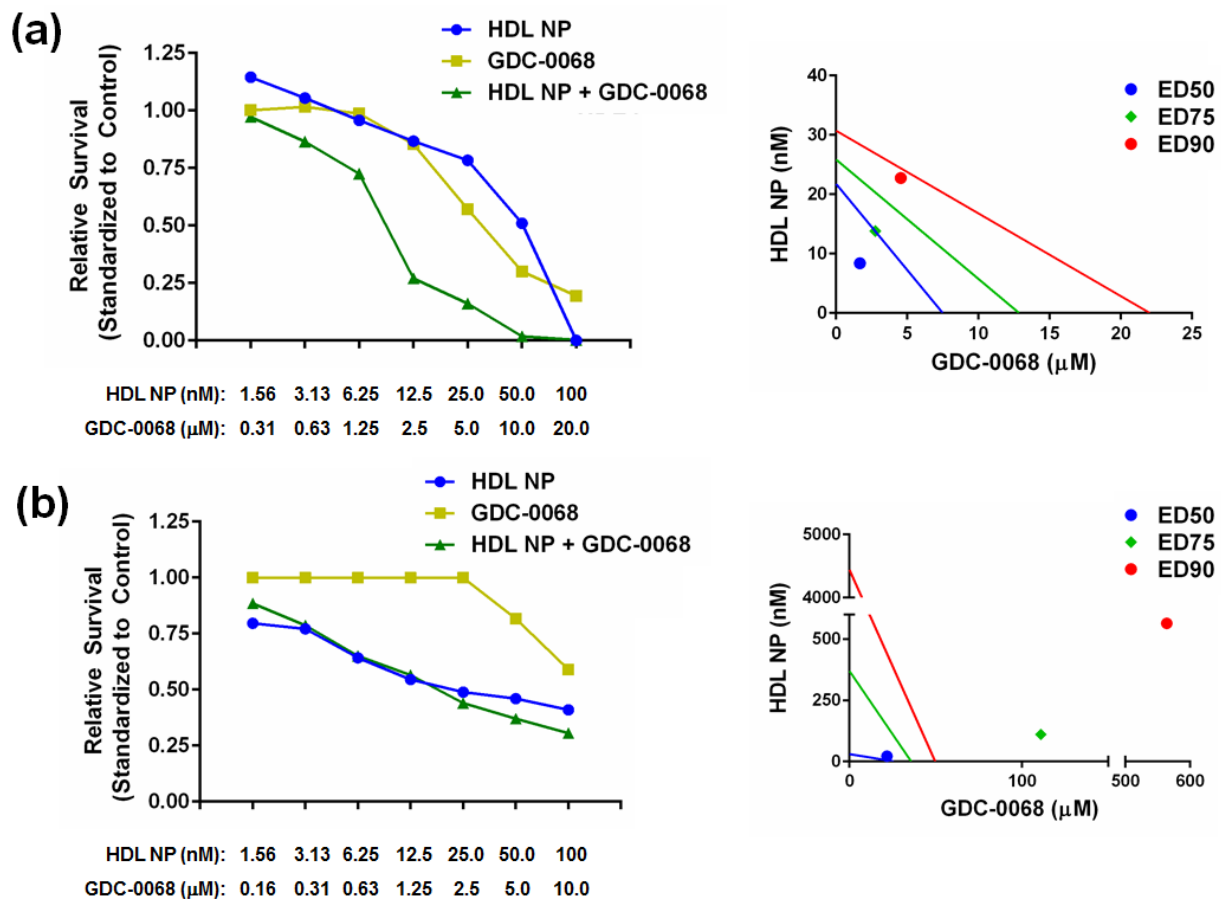 (a)
HDL NP
GDC-0068
HDL NP + GDC-0068
Relative Survival
(Standardized to Control)
1.25
1.00
0.75
0.50
0.25
0.00
HDL NP (nM): 1.56 3.13 6.25 12.5 25.0 50.0 100
GDC-0068 (μM): 0.31 0.63 1.25 2.5 5.0 10.0 20.0
ED50
ED75
ED90
HDL NP (nM)
40
30
20
10
0
0 5 10 15 20 25
GDC-0068 (μM)
(b)
HDL NP
GDC-0068
HDL NP + GDC-0068
Relative Survival
(Standardized to Control)
1.25
1.00
0.75
0.50
0.25
0.00
HDL NP (nM): 1.56 3.13 6.25 12.5 25.0 50.0 100
GDC-0068 (μM): 0.16 0.31 0.63 1.25 2.5 5.0 10.0
ED50
ED75
ED90
HDL NP (nM)
5000
4000
500
250
0
0 100 500 600
GDC-0068 (μM)